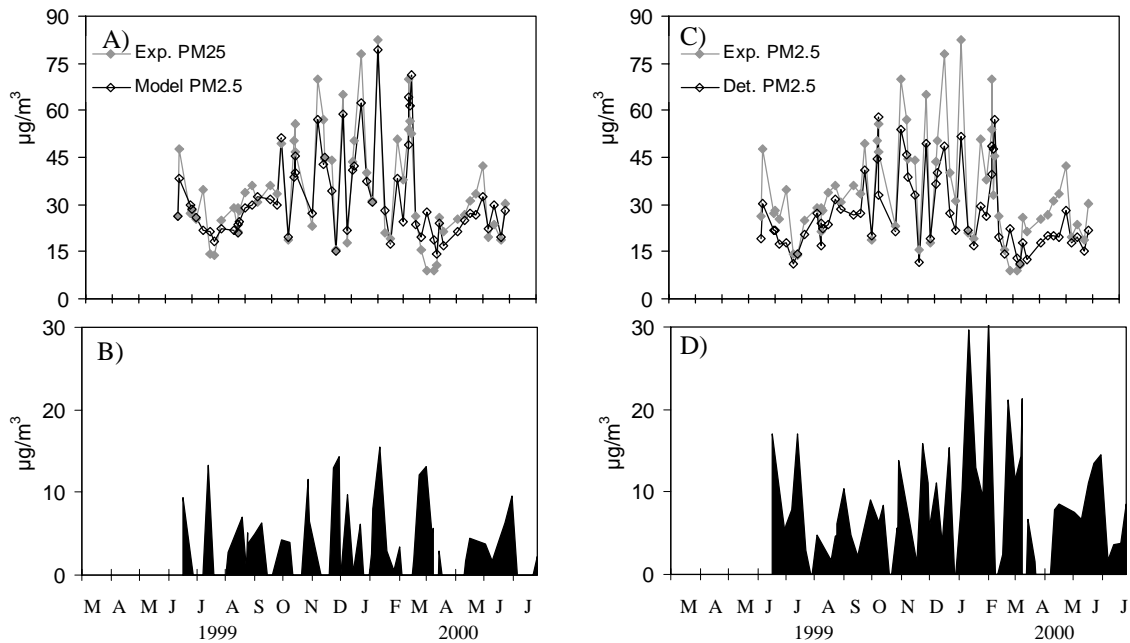 A)
Exp. PM25
Model PM2.5
µg/m³
90
75
60
45
30
15
0
C)
Exp. PM2.5
Det. PM2.5
µg/m³
90
75
60
45
30
15
0
B)
µg/m³
30
20
10
0
M A M J J A S O N D J F M A M J J
1999 2000
D)
µg/m³
30
20
10
0
M A M J J A S O N D J F M A M J J
1999 2000